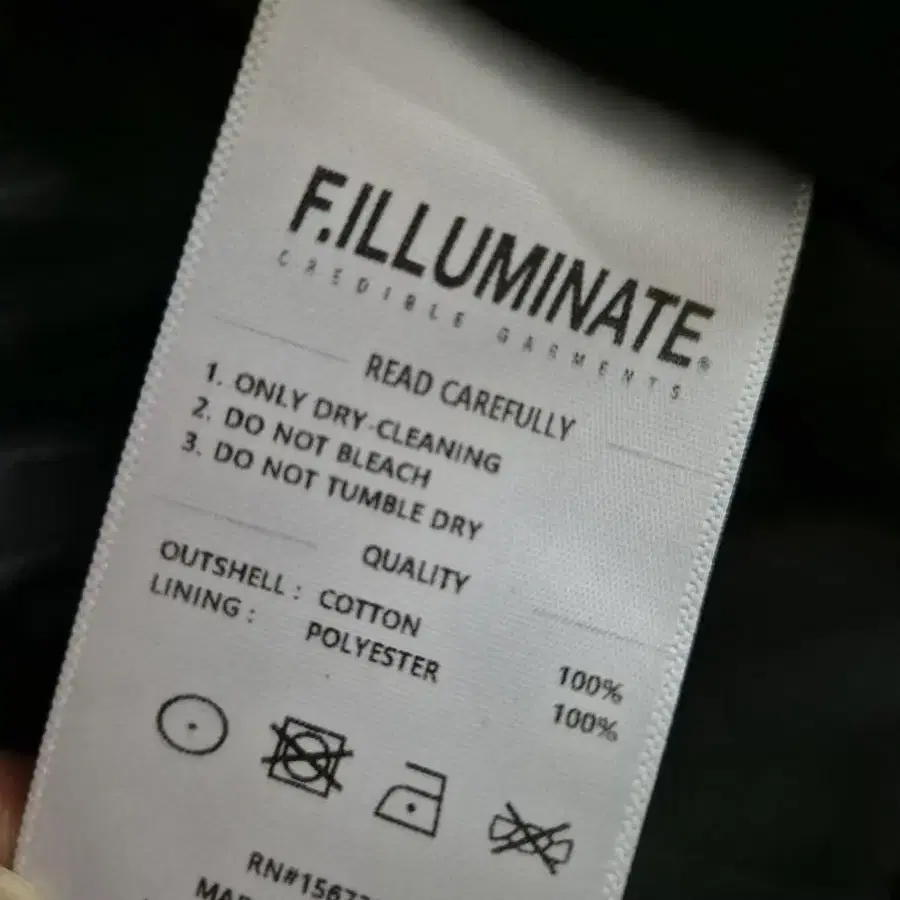 F.ILLUMINATE®
CREDIBLE GARMENTS
READ CAREFULLY
1. ONLY DRY-CLEANING
2. DO NOT BLEACH
3. DO NOT TUMBLE DRY
QUALITY
OUTSHELL : COTTON 100%
LINING : POLYESTER 100%